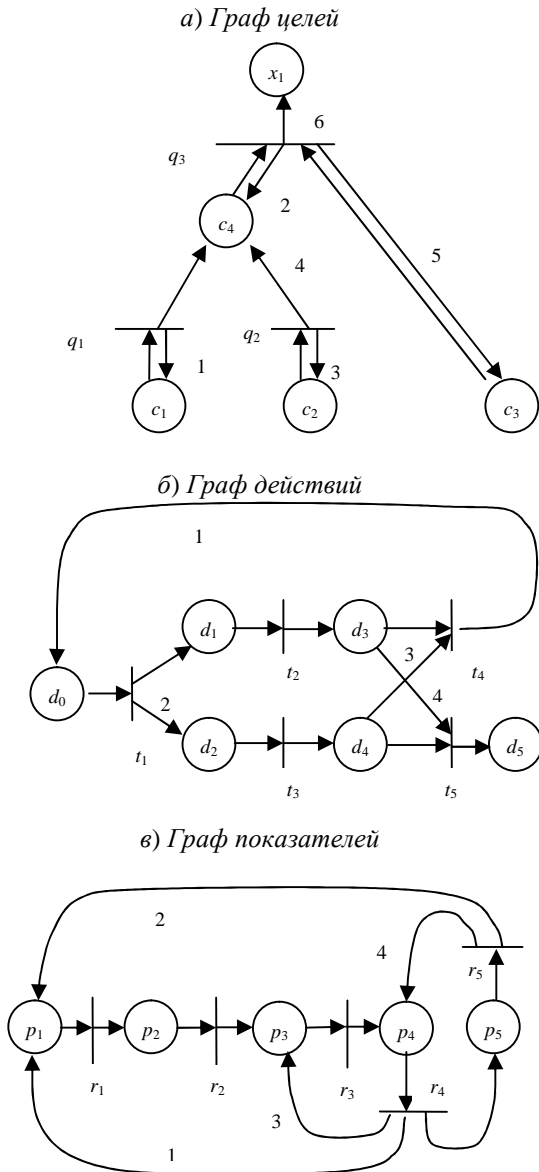 а) Граф целей
x1
6
q3
2
c4
5
4
q1
q2
1
3
c1
c2
c3
б) Граф действий
1
d1
d3
3
t2
t4
d0
2
4
d2
d4
d5
t1
t3
t5
в) Граф показателей
2
4
r5
p1
p2
p3
p4
p5
r1
r2
r3
r4
3
1